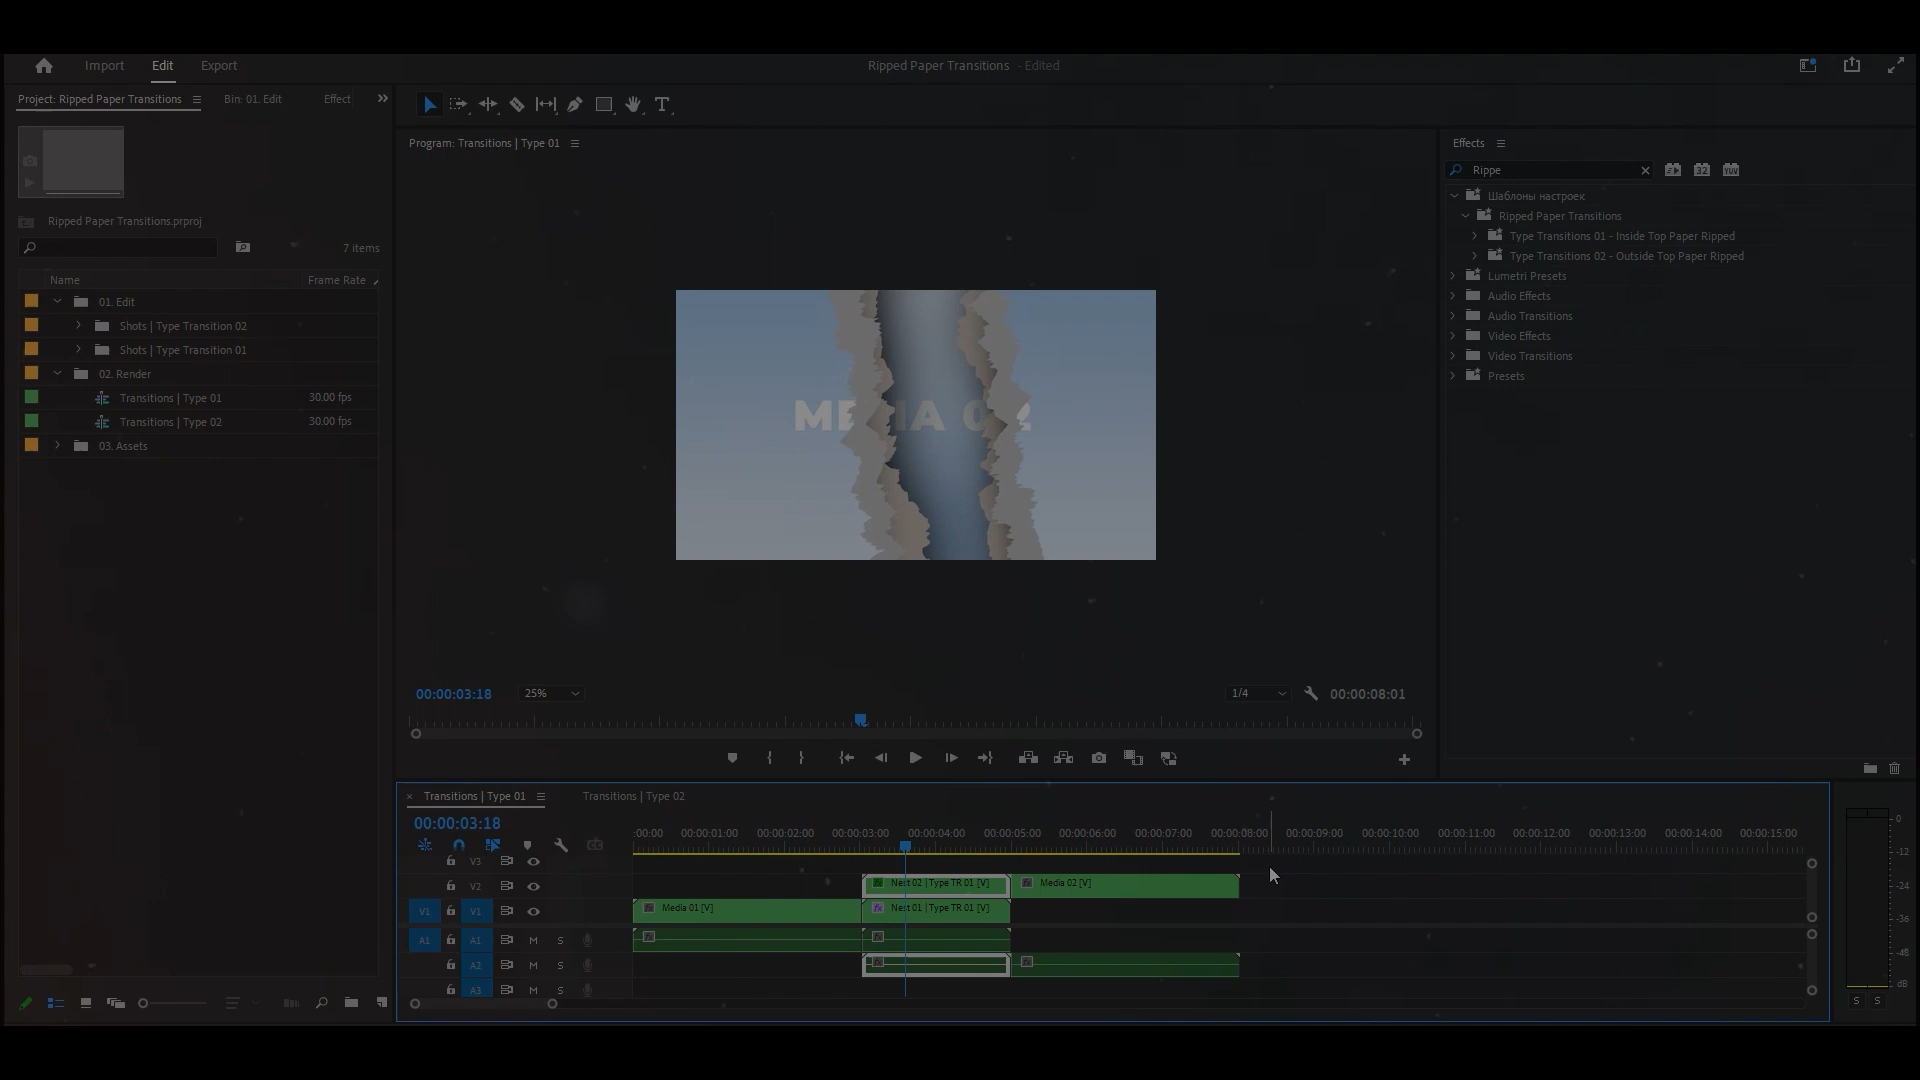 Import Edit Export
Ripped Paper Transitions - Edited
Project: Ripped Paper Transitions Bin: 01. Edit Effect
Ripped Paper Transitions.prproj
7 items
Name Frame Rate
01. Edit
Shots | Type Transition 02
Shots | Type Transition 01
02. Render
Transitions | Type 01 30.00 fps
Transitions | Type 02 30.00 fps
03. Assets
Program: Transitions | Type 01
00:00:03:18 25% 1/4 00:00:08:01
Effects
Rippe
32 YUV
Шаблоны настроек
Ripped Paper Transitions
Type Transitions 01 - Inside Top Paper Ripped
Type Transitions 02 - Outside Top Paper Ripped
Lumetri Presets
Audio Effects
Audio Transitions
Video Effects
Video Transitions
Presets
Transitions | Type 01 Transitions | Type 02
00:00:03:18
:00:00 00:00:01:00 00:00:02:00 00:00:03:00 00:00:04:00 00:00:05:00 00:00:06:00 00:00:07:00 00:00:08:00 00:00:09:00 00:00:10:00 00:00:11:00 00:00:12:00 00:00:13:00 00:00:14:00 00:00:15:00
V3
V2 Nest 02 | Type TR 01 [V] Media 02 [V]
V1 V1 Media 01 [V] Nest 01 | Type TR 01 [V]
A1 A1 M S
A2 M S
A3 M S
0
-12
-24
-36
-48
dB
S S